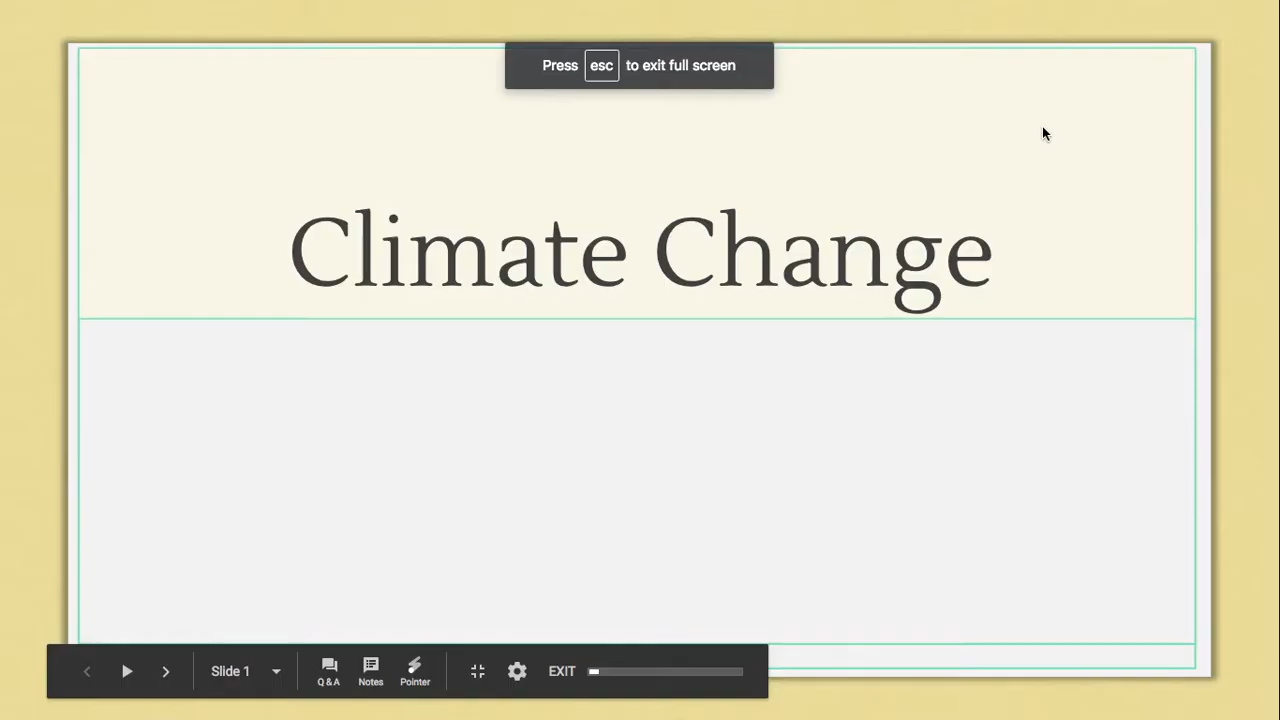 Press esc to exit full screen
Climate Change
Slide 1 Q & A Notes Pointer EXIT